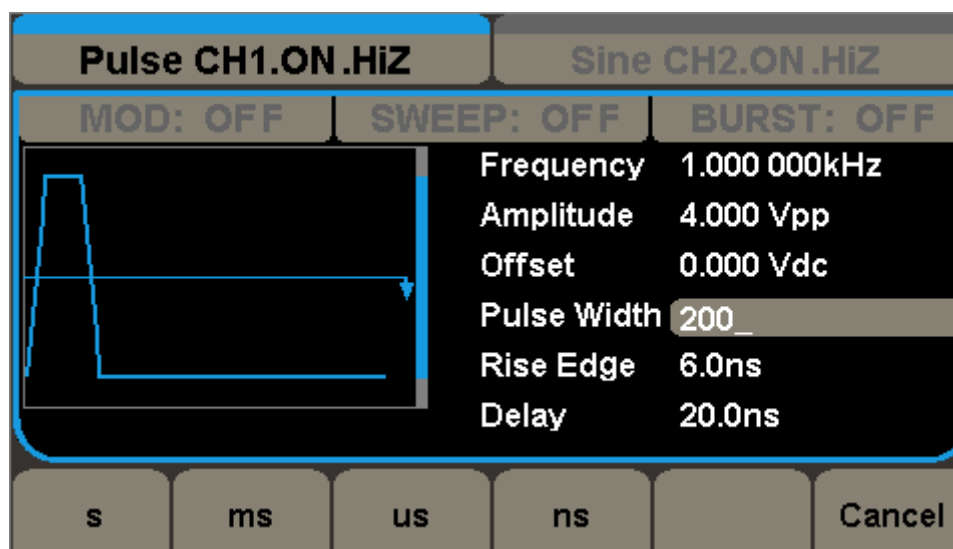 Pulse CH1.ON.HiZ
Sine CH2.ON.HiZ
MOD: OFF
SWEEP: OFF
BURST: OFF
Frequency 1.000 000kHz
Amplitude 4.000 Vpp
Offset 0.000 Vdc
Pulse Width 200_
Rise Edge 6.0ns
Delay 20.0ns
s
ms
us
ns
Cancel